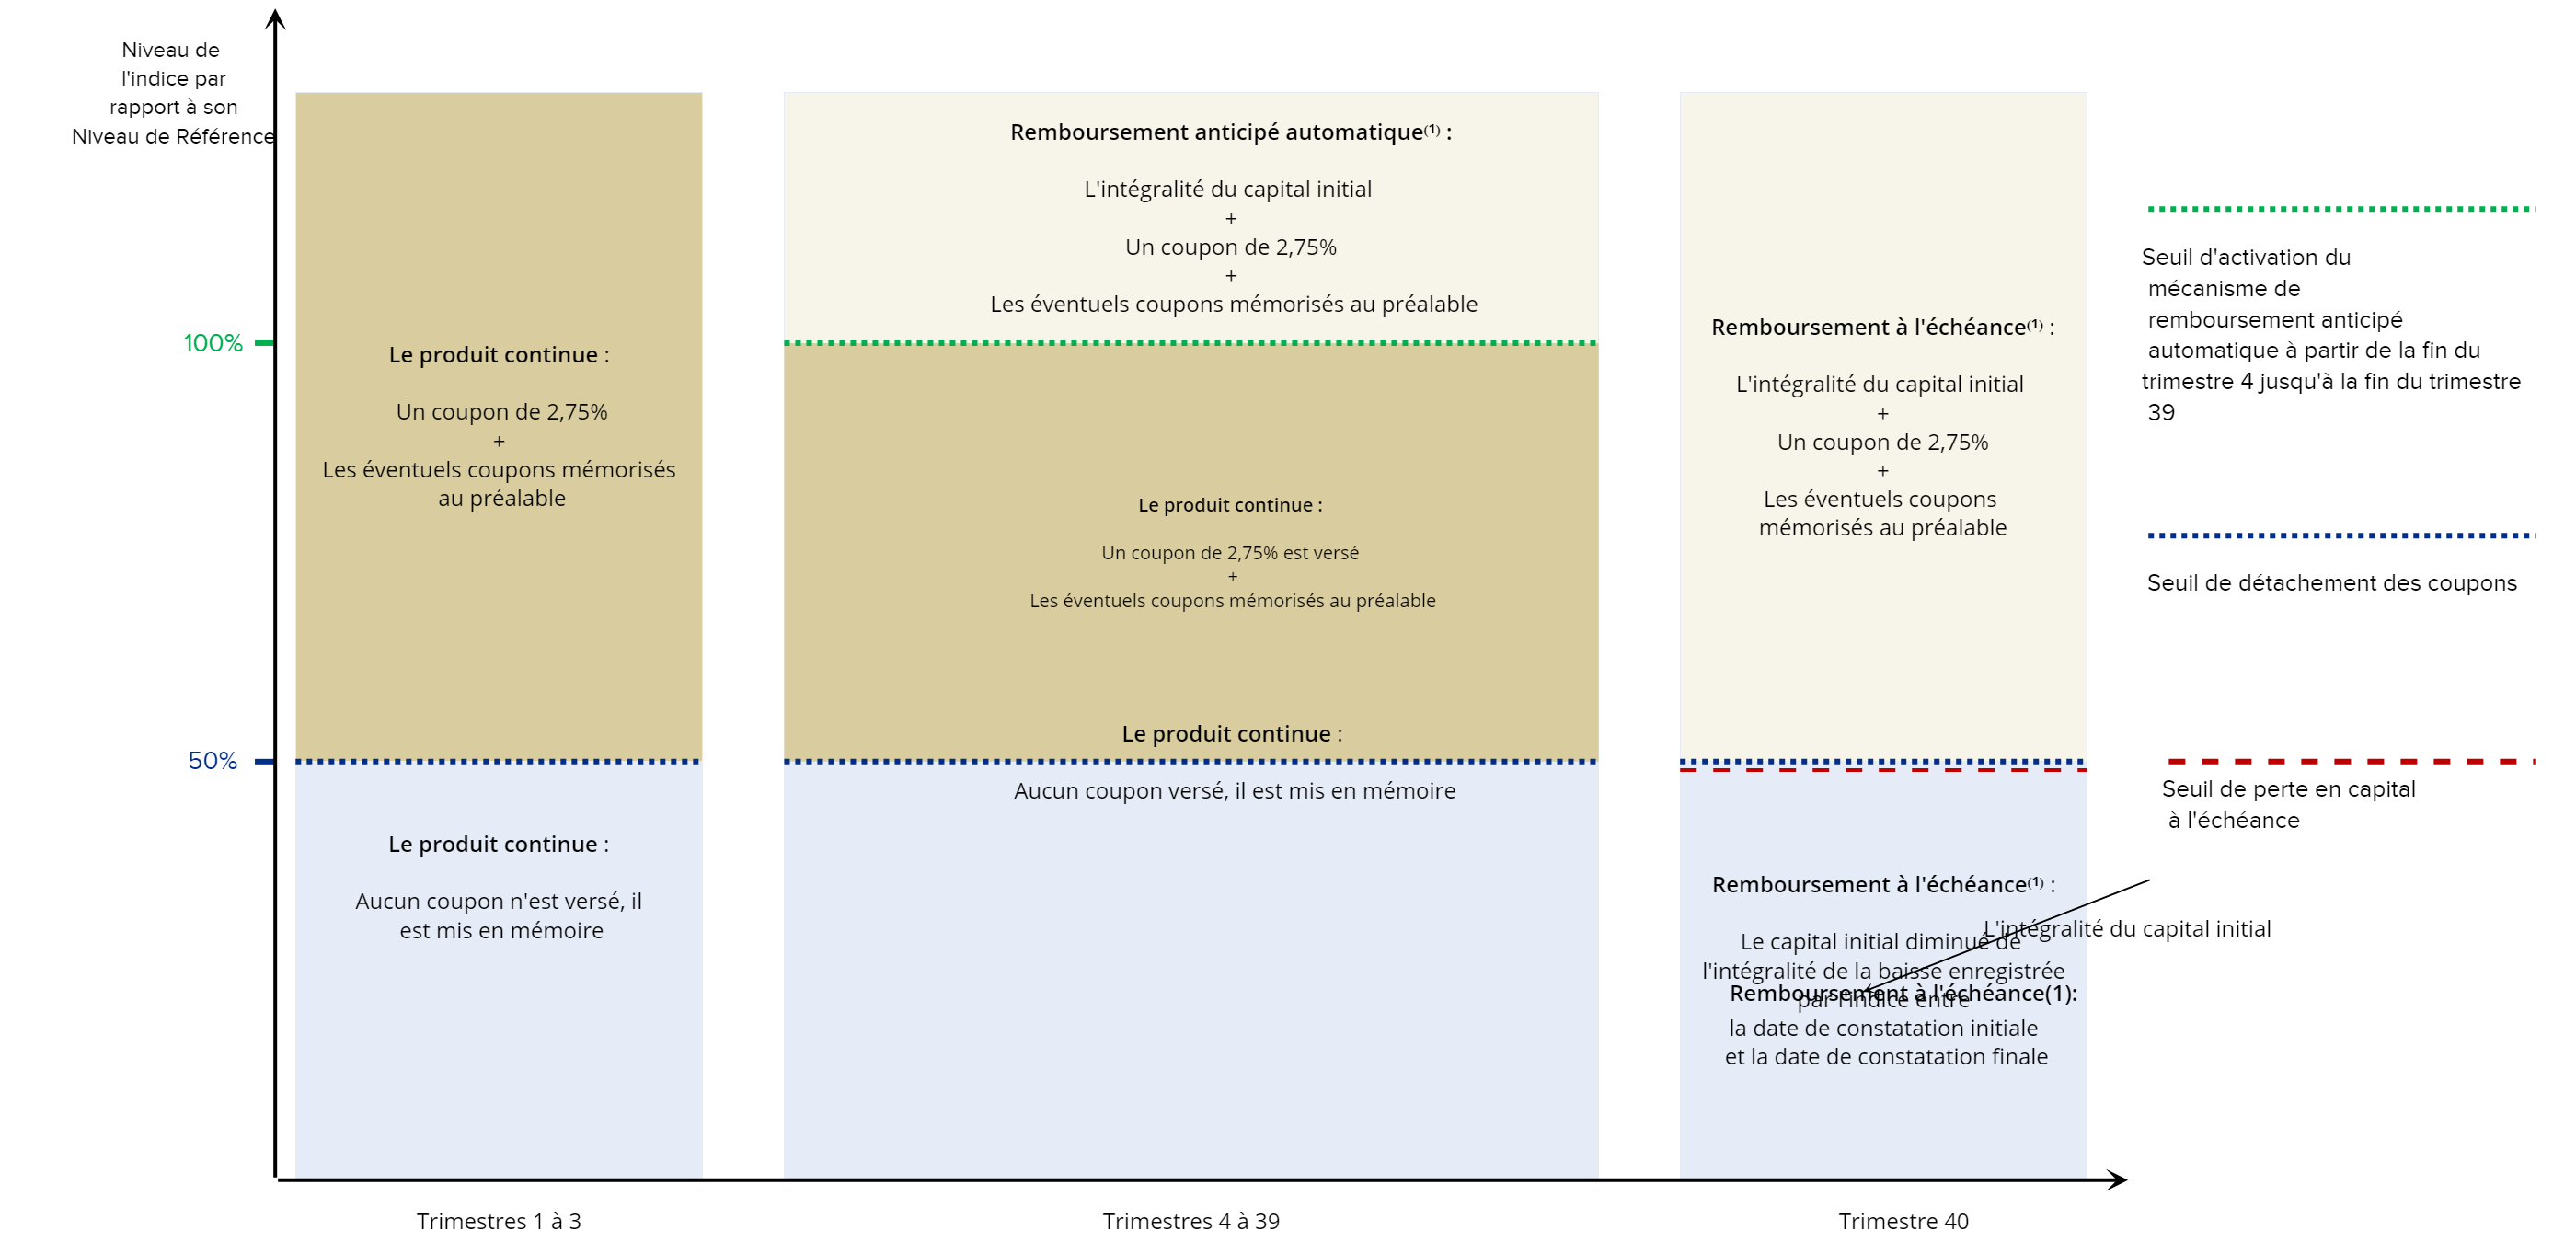 Niveau de
l'indice par
rapport à son
Niveau de Référence
100%
50%
Le produit continue :
Un coupon de 2,75%
+
Les éventuels coupons mémorisés
au préalable
Le produit continue :
Aucun coupon n'est versé, il
est mis en mémoire
Remboursement anticipé automatique⁽¹⁾ :
L'intégralité du capital initial
+
Un coupon de 2,75%
+
Les éventuels coupons mémorisés au préalable
Le produit continue :
Un coupon de 2,75% est versé
+
Les éventuels coupons mémorisés au préalable
Le produit continue :
Aucun coupon versé, il est mis en mémoire
Remboursement à l'échéance⁽¹⁾ :
L'intégralité du capital initial
+
Un coupon de 2,75%
+
Les éventuels coupons
mémorisés au préalable
Remboursement à l'échéance⁽¹⁾ :
Le capital initial diminué de
l'intégralité de la baisse enregistrée
par l'indice entre
la date de constatation initiale
et la date de constatation finale
L'intégralité du capital initial
Remboursement à l'échéance(1):
Seuil d'activation du
mécanisme de
remboursement anticipé
automatique à partir de la fin du
trimestre 4 jusqu'à la fin du trimestre
39
Seuil de détachement des coupons
Seuil de perte en capital
à l'échéance
Trimestres 1 à 3
Trimestres 4 à 39
Trimestre 40